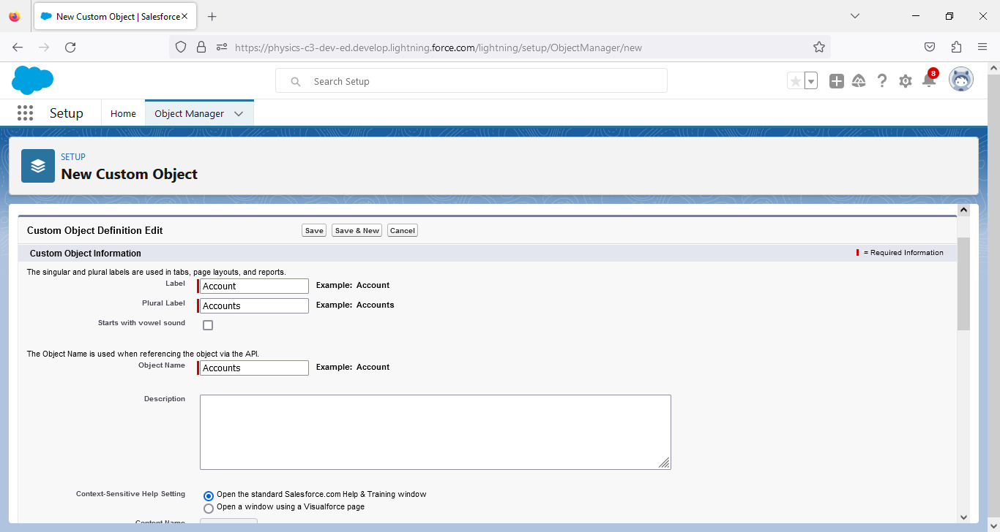 New Custom Object | Salesforce
https://physics-c3-dev-ed.develop.lightning.force.com/lightning/setup/ObjectManager/new
Search Setup
8
Setup
Home
Object Manager
SETUP
New Custom Object
Custom Object Definition Edit
Save
Save & New
Cancel
Custom Object Information
= Required Information
The singular and plural labels are used in tabs, page layouts, and reports.
Label
Account
Example: Account
Plural Label
Accounts
Example: Accounts
Starts with vowel sound
The Object Name is used when referencing the object via the API.
Object Name
Accounts
Example: Account
Description
Context-Sensitive Help Setting
Open the standard Salesforce.com Help & Training window
Open a window using a Visualforce page
Content Name